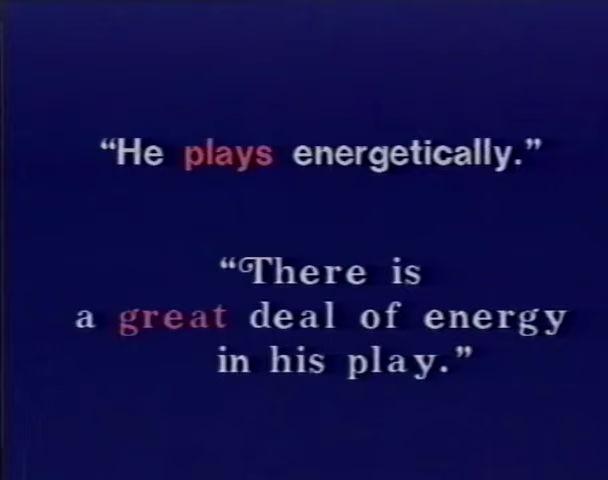 “He plays energetically.”
“There is
a great deal of energy
in his play.”